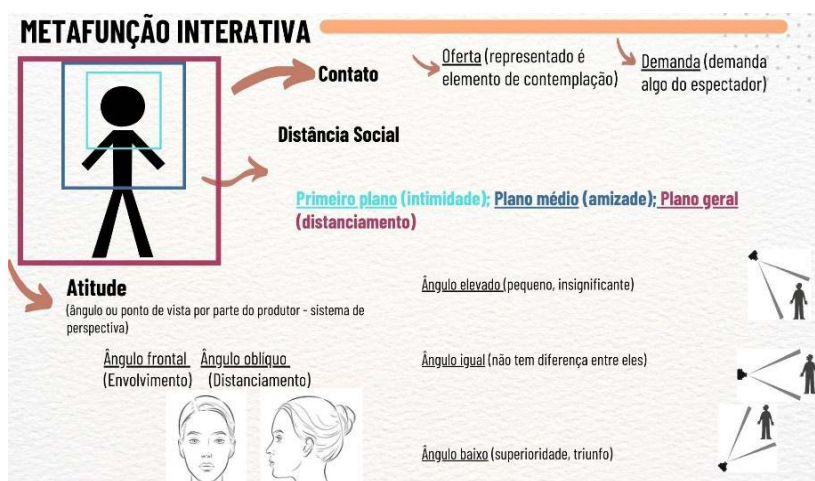 METAFUNÇÃO INTERATIVA
Contato
Oferta (representado é
elemento de contemplação)
Demanda (demanda
algo do espectador)
Distância Social
Primeiro plano (intimidade); Plano médio (amizade); Plano geral
(distanciamento)
Atitude
(ângulo ou ponto de vista por parte do produtor - sistema de
perspectiva)
Ângulo frontal
(Envolvimento)
Ângulo oblíquo
(Distanciamento)
Ângulo elevado (pequeno, insignificante)
Ângulo igual (não tem diferença entre eles)
Ângulo baixo (superioridade, triunfo)